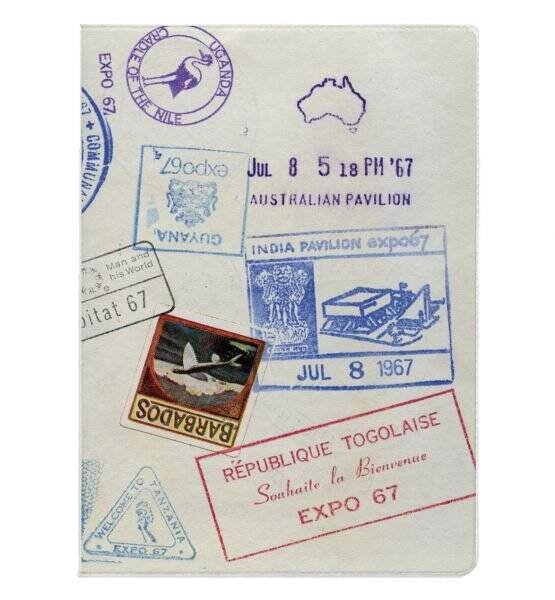 UGANDA
CRADLE OF THE NILE
EXPO 67
67 + COMMUNA
expo67
GUYANA
JUL 8 5 18 PM '67
AUSTRALIAN PAVILION
INDIA PAVILION expo67
JUL 8 1967
Man and
his World
e
bitat 67
BARBADOS
RÉPUBLIQUE TOGOLAISE
Souhaite la Bienvenue
EXPO 67
WELCOME TO TANZANIA
EXPO 67